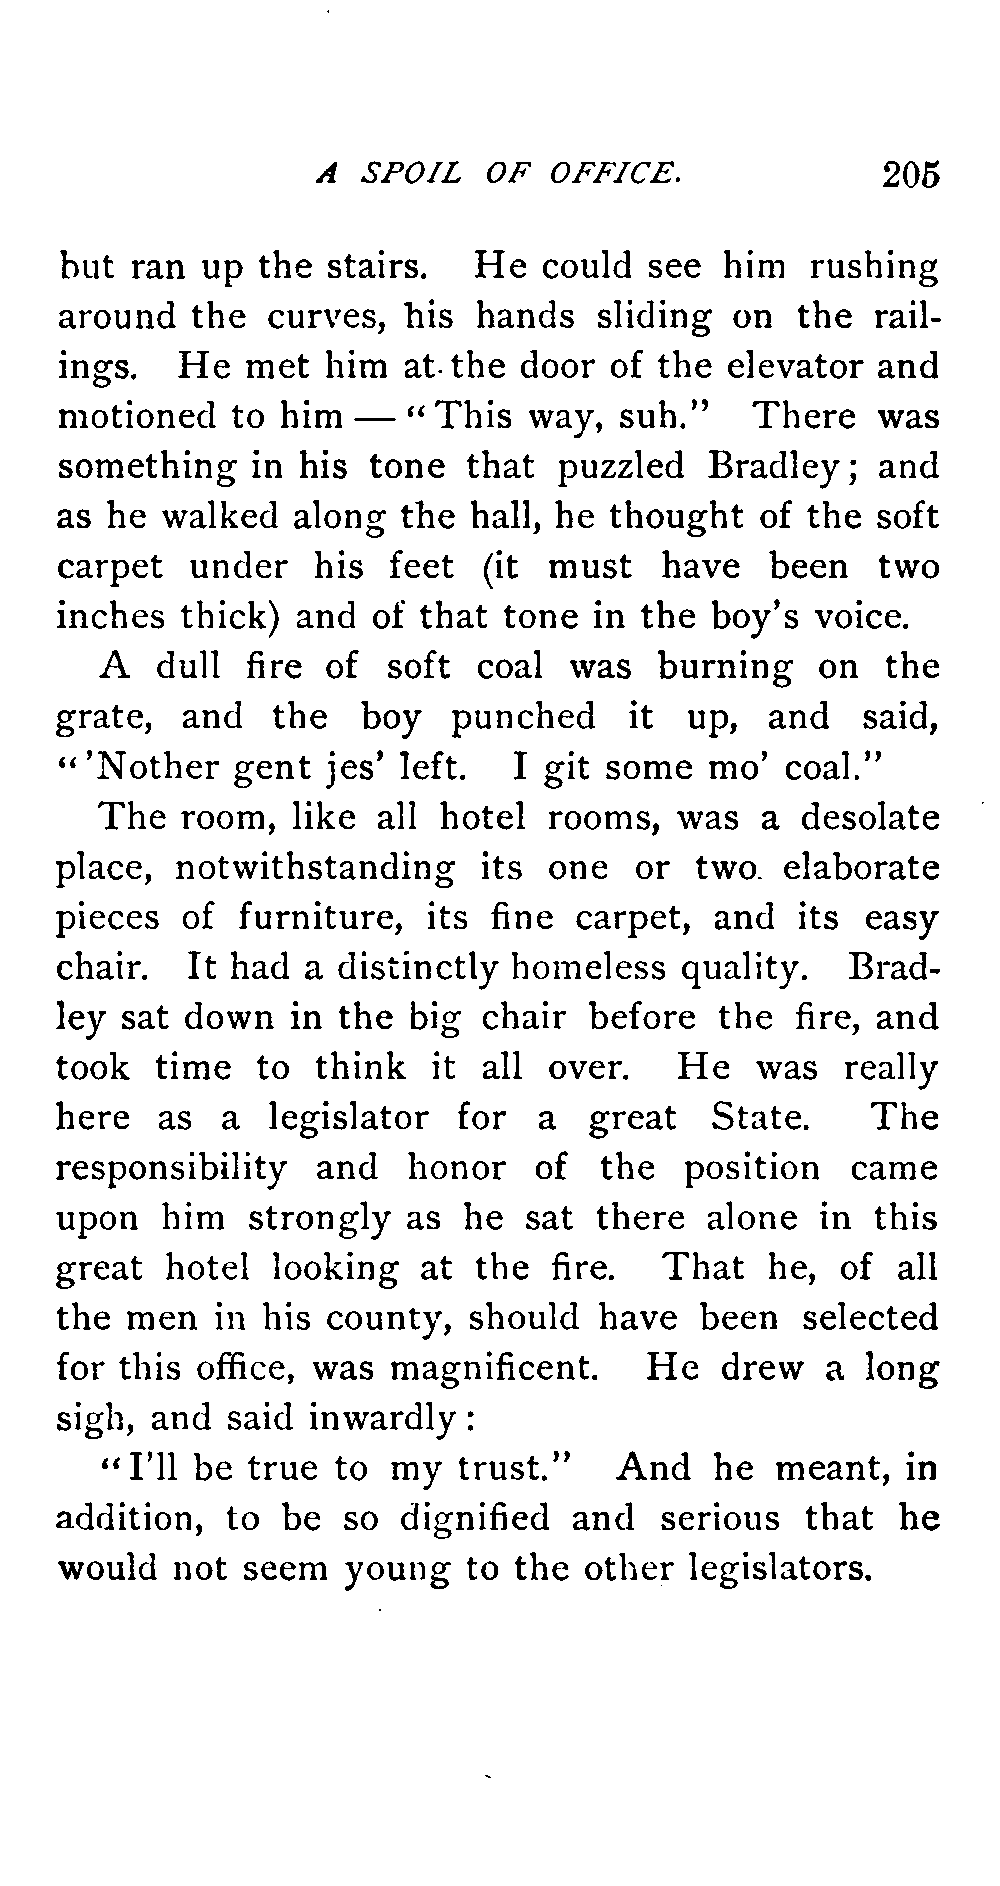 A SPOIL OF OFFICE. 205
but ran up the stairs. He could see him rushing
around the curves, his hands sliding on the rail-
ings. He met him at the door of the elevator and
motioned to him — “This way, suh.” There was
something in his tone that puzzled Bradley; and
as he walked along the hall, he thought of the soft
carpet under his feet (it must have been two
inches thick) and of that tone in the boy's voice.
A dull fire of soft coal was burning on the
grate, and the boy punched it up, and said,
“'Nother gent jes' left. I git some mo' coal.”
The room, like all hotel rooms, was a desolate
place, notwithstanding its one or two elaborate
pieces of furniture, its fine carpet, and its easy
chair. It had a distinctly homeless quality. Brad-
ley sat down in the big chair before the fire, and
took time to think it all over. He was really
here as a legislator for a great State. The
responsibility and honor of the position came
upon him strongly as he sat there alone in this
great hotel looking at the fire. That he, of all
the men in his county, should have been selected
for this office, was magnificent. He drew a long
sigh, and said inwardly:
“I'll be true to my trust.” And he meant, in
addition, to be so dignified and serious that he
would not seem young to the other legislators.